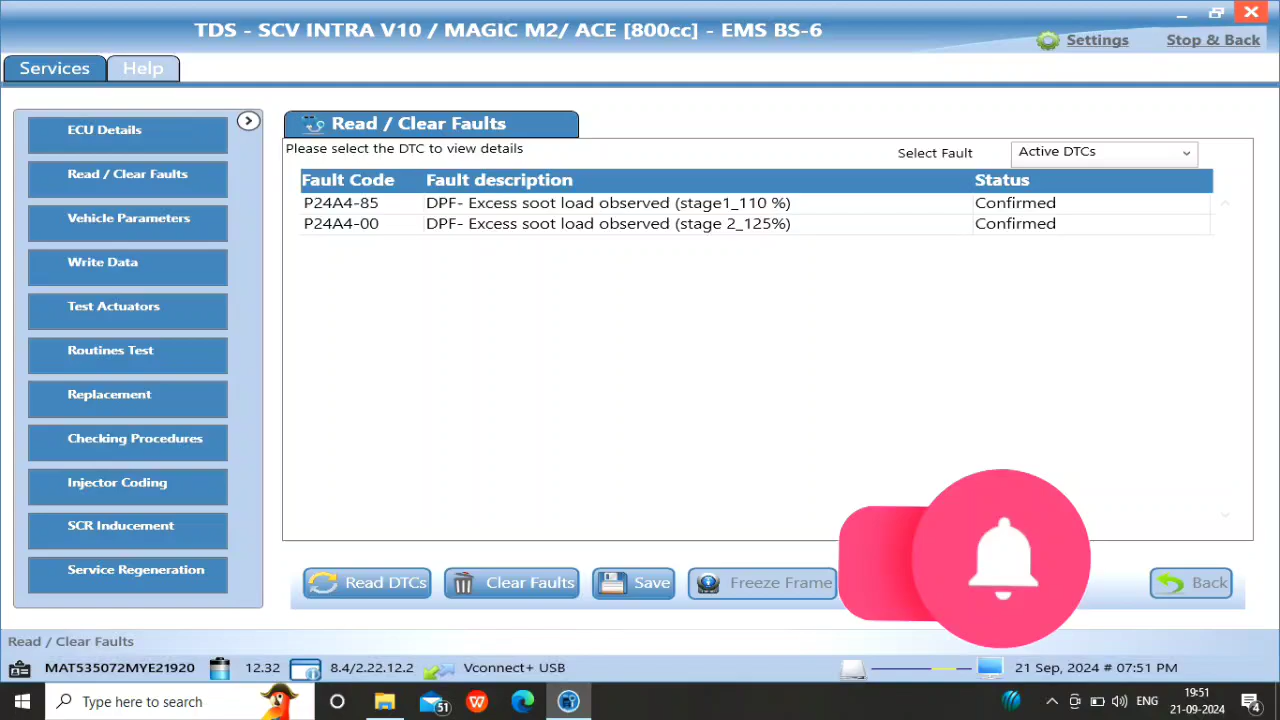 TDS - SCV INTRA V10 / MAGIC M2/ ACE [800cc] - EMS BS-6
Settings
Stop & Back
Services
Help
ECU Details
Read / Clear Faults
Vehicle Parameters
Write Data
Test Actuators
Routines Test
Replacement
Checking Procedures
Injector Coding
SCR Inducement
Service Regeneration
Read / Clear Faults
Please select the DTC to view details
Select Fault
Active DTCs
Fault Code Fault description Status
P24A4-85 DPF- Excess soot load observed (stage1_110 %) Confirmed
P24A4-00 DPF- Excess soot load observed (stage 2_125%) Confirmed
Read DTCs
Clear Faults
Save
Freeze Frame
Back
Read / Clear Faults
MAT535072MYE21920 12.32 8.4/2.22.12.2 Vconnect+ USB 21 Sep, 2024 # 07:51 PM
Type here to search
51
W
ENG
19:51
21-09-2024
4